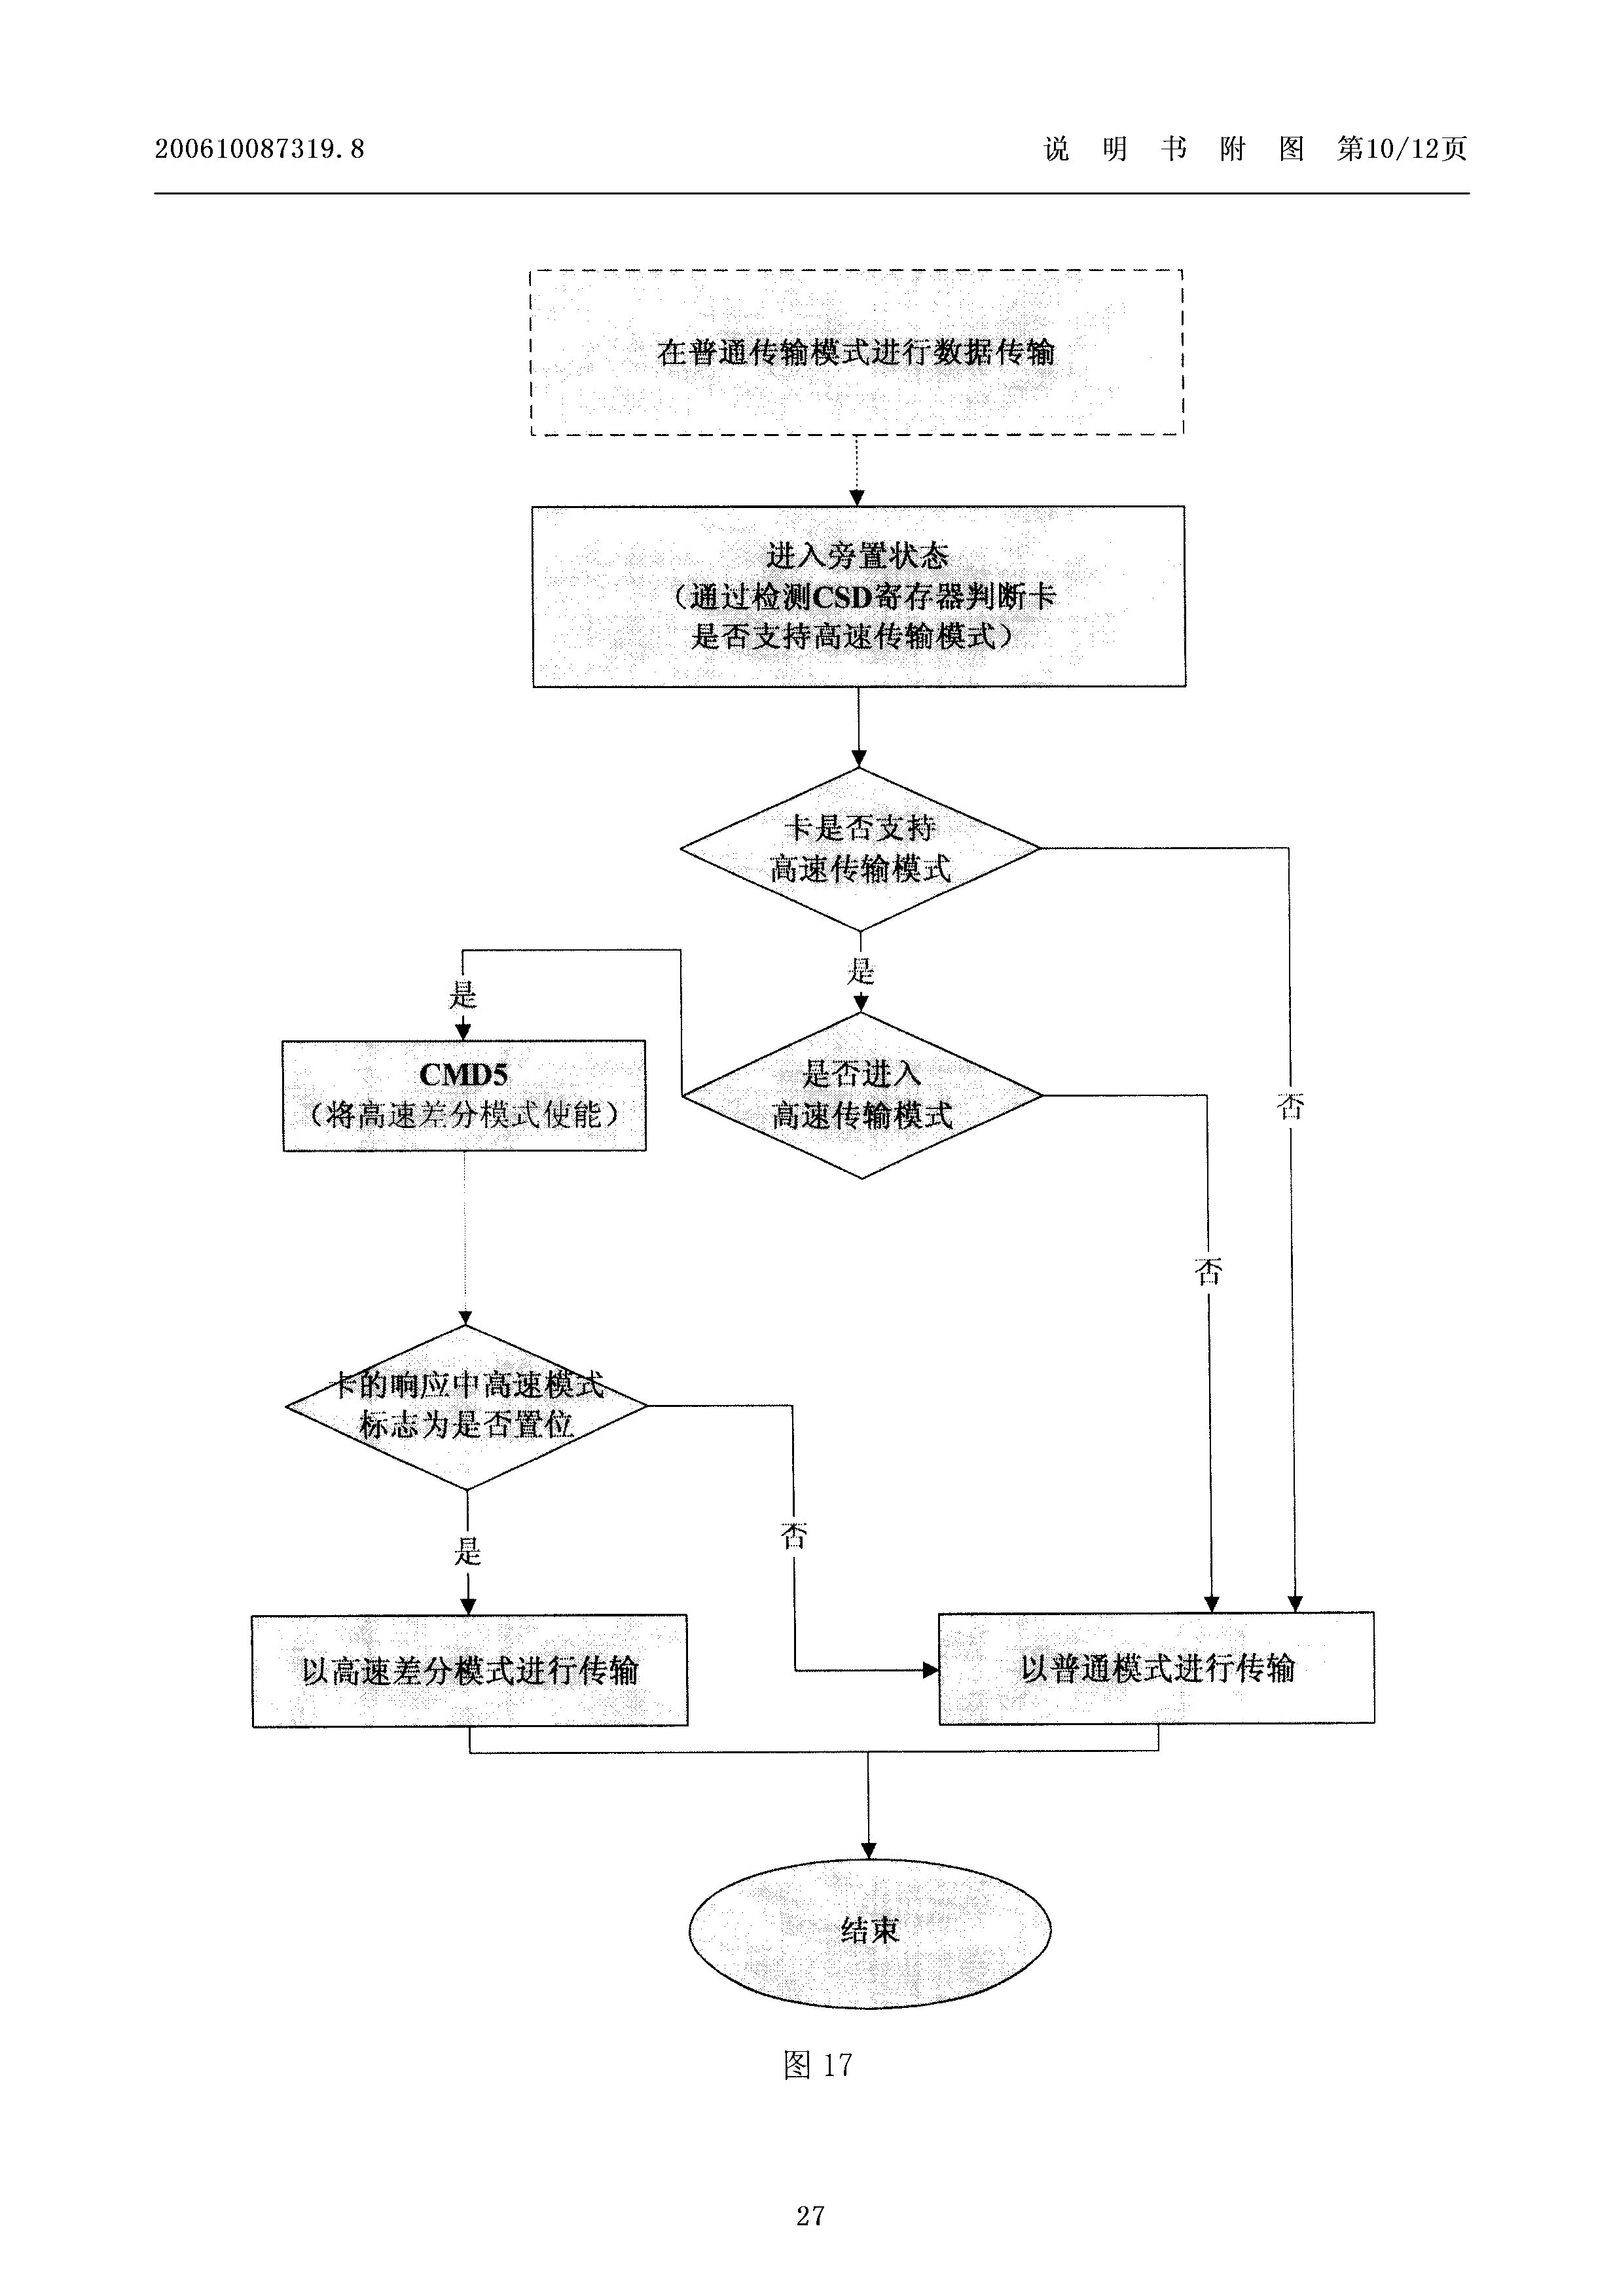 200610087319.8
说 明 书 附 图 第10/12页
在普通传输模式进行数据传输
进入旁置状态
（通过检测CSD寄存器判断卡
是否支持高速传输模式）
卡是否支持
高速传输模式
是
是
CMD5
（将高速差分模式使能）
是否进入
高速传输模式
否
否
卡的响应中高速模式
标志为是否置位
是
否
以高速差分模式进行传输
以普通模式进行传输
结束
图 17
27